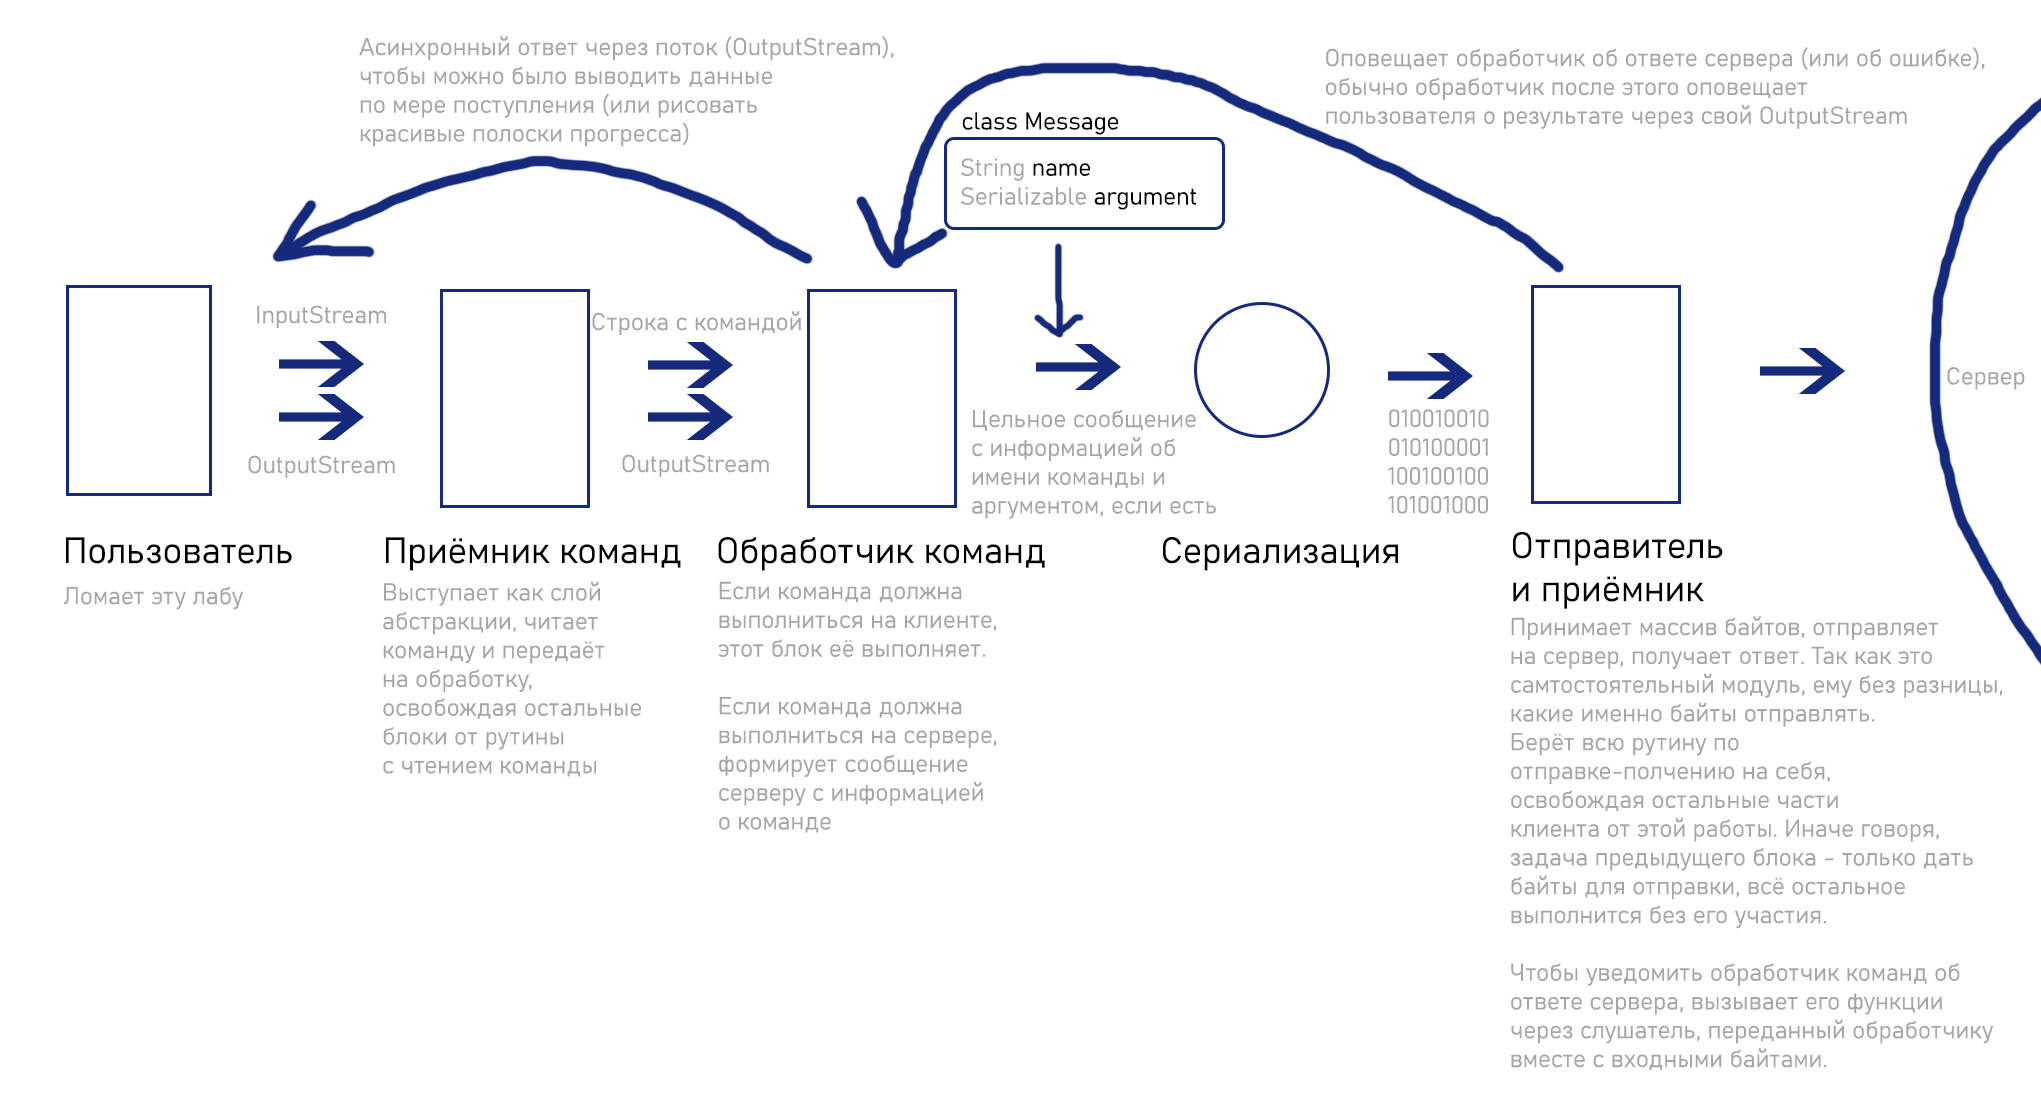 Асинхронный ответ через поток (OutputStream),
чтобы можно было выводить данные
по мере поступления (или рисовать
красивые полоски прогресса)
Оповещает обработчик об ответе сервера (или об ошибке),
обычно обработчик после этого оповещает
пользователя о результате через свой OutputStream
class Message
String name
Serializable argument
InputStream
OutputStream
Строка с командой
OutputStream
Цельное сообщение
с информацией об
имени команды и
аргументом, если есть
010010010
010100001
100100100
101001000
Сервер
Пользователь
Ломает эту лабу
Приёмник команд
Выступает как слой
абстракции, читает
команду и передаёт
на обработку,
освобождая остальные
блоки от рутины
с чтением команды
Обработчик команд
Если команда должна
выполниться на клиенте,
этот блок её выполняет.
Если команда должна
выполниться на сервере,
формирует сообщение
серверу с информацией
о команде
Сериализация
Отправитель
и приёмник
Принимает массив байтов, отправляет
на сервер, получает ответ. Так как это
самтостоятельный модуль, ему без разницы,
какие именно байты отправлять.
Берёт всю рутину по
отправке-полчению на себя,
освобождая остальные части
клиента от этой работы. Иначе говоря,
задача предыдущего блока - только дать
байты для отправки, всё остальное
выполнится без его участия.
Чтобы уведомить обработчик команд об
ответе сервера, вызывает его функции
через слушатель, переданный обработчику
вместе с входными байтами.